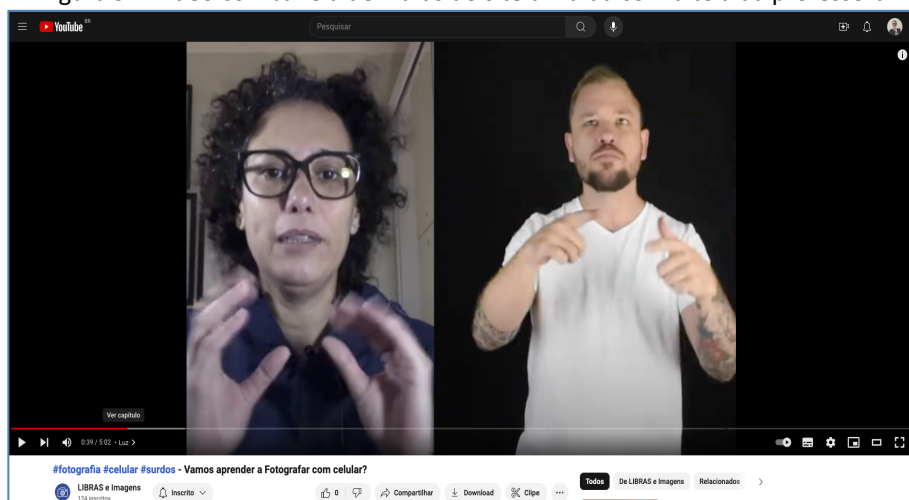 YouTube BR
Pesquisar
Ver capítulo
0:39 / 5:02 • Luz
#fotografia #celular #surdos - Vamos aprender a Fotografar com celular?
LIBRAS e Imagens
124 inscritos
Inscrito
0
Compartilhar
Download
Clipe
Todos
De LIBRAS e Imagens
Relacionados